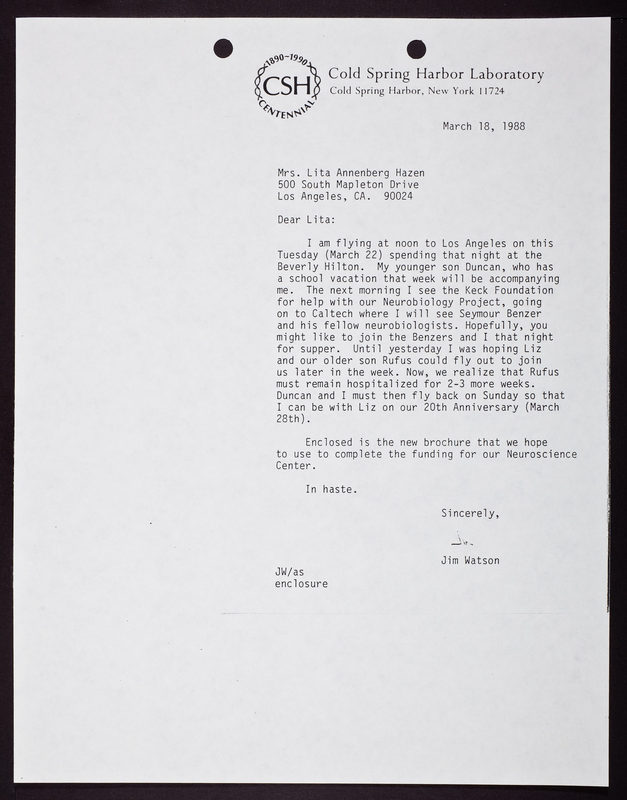 1890-1990
CSH
CENTENNIAL
Cold Spring Harbor Laboratory
Cold Spring Harbor, New York 11724
March 18, 1988
Mrs. Lita Annenberg Hazen
500 South Mapleton Drive
Los Angeles, CA.  90024
Dear Lita:
I am flying at noon to Los Angeles on this
Tuesday (March 22) spending that night at the
Beverly Hilton.  My younger son Duncan, who has
a school vacation that week will be accompanying
me.  The next morning I see the Keck Foundation
for help with our Neurobiology Project, going
on to Caltech where I will see Seymour Benzer
and his fellow neurobiologists. Hopefully, you
might like to join the Benzers and I that night
for supper.  Until yesterday I was hoping Liz
and our older son Rufus could fly out to join
us later in the week. Now, we realize that Rufus
must remain hospitalized for 2-3 more weeks.
Duncan and I must then fly back on Sunday so that
I can be with Liz on our 20th Anniversary (March
28th).
Enclosed is the new brochure that we hope
to use to complete the funding for our Neuroscience
Center.
In haste.
Sincerely,
Jim
Jim Watson
JW/as
enclosure